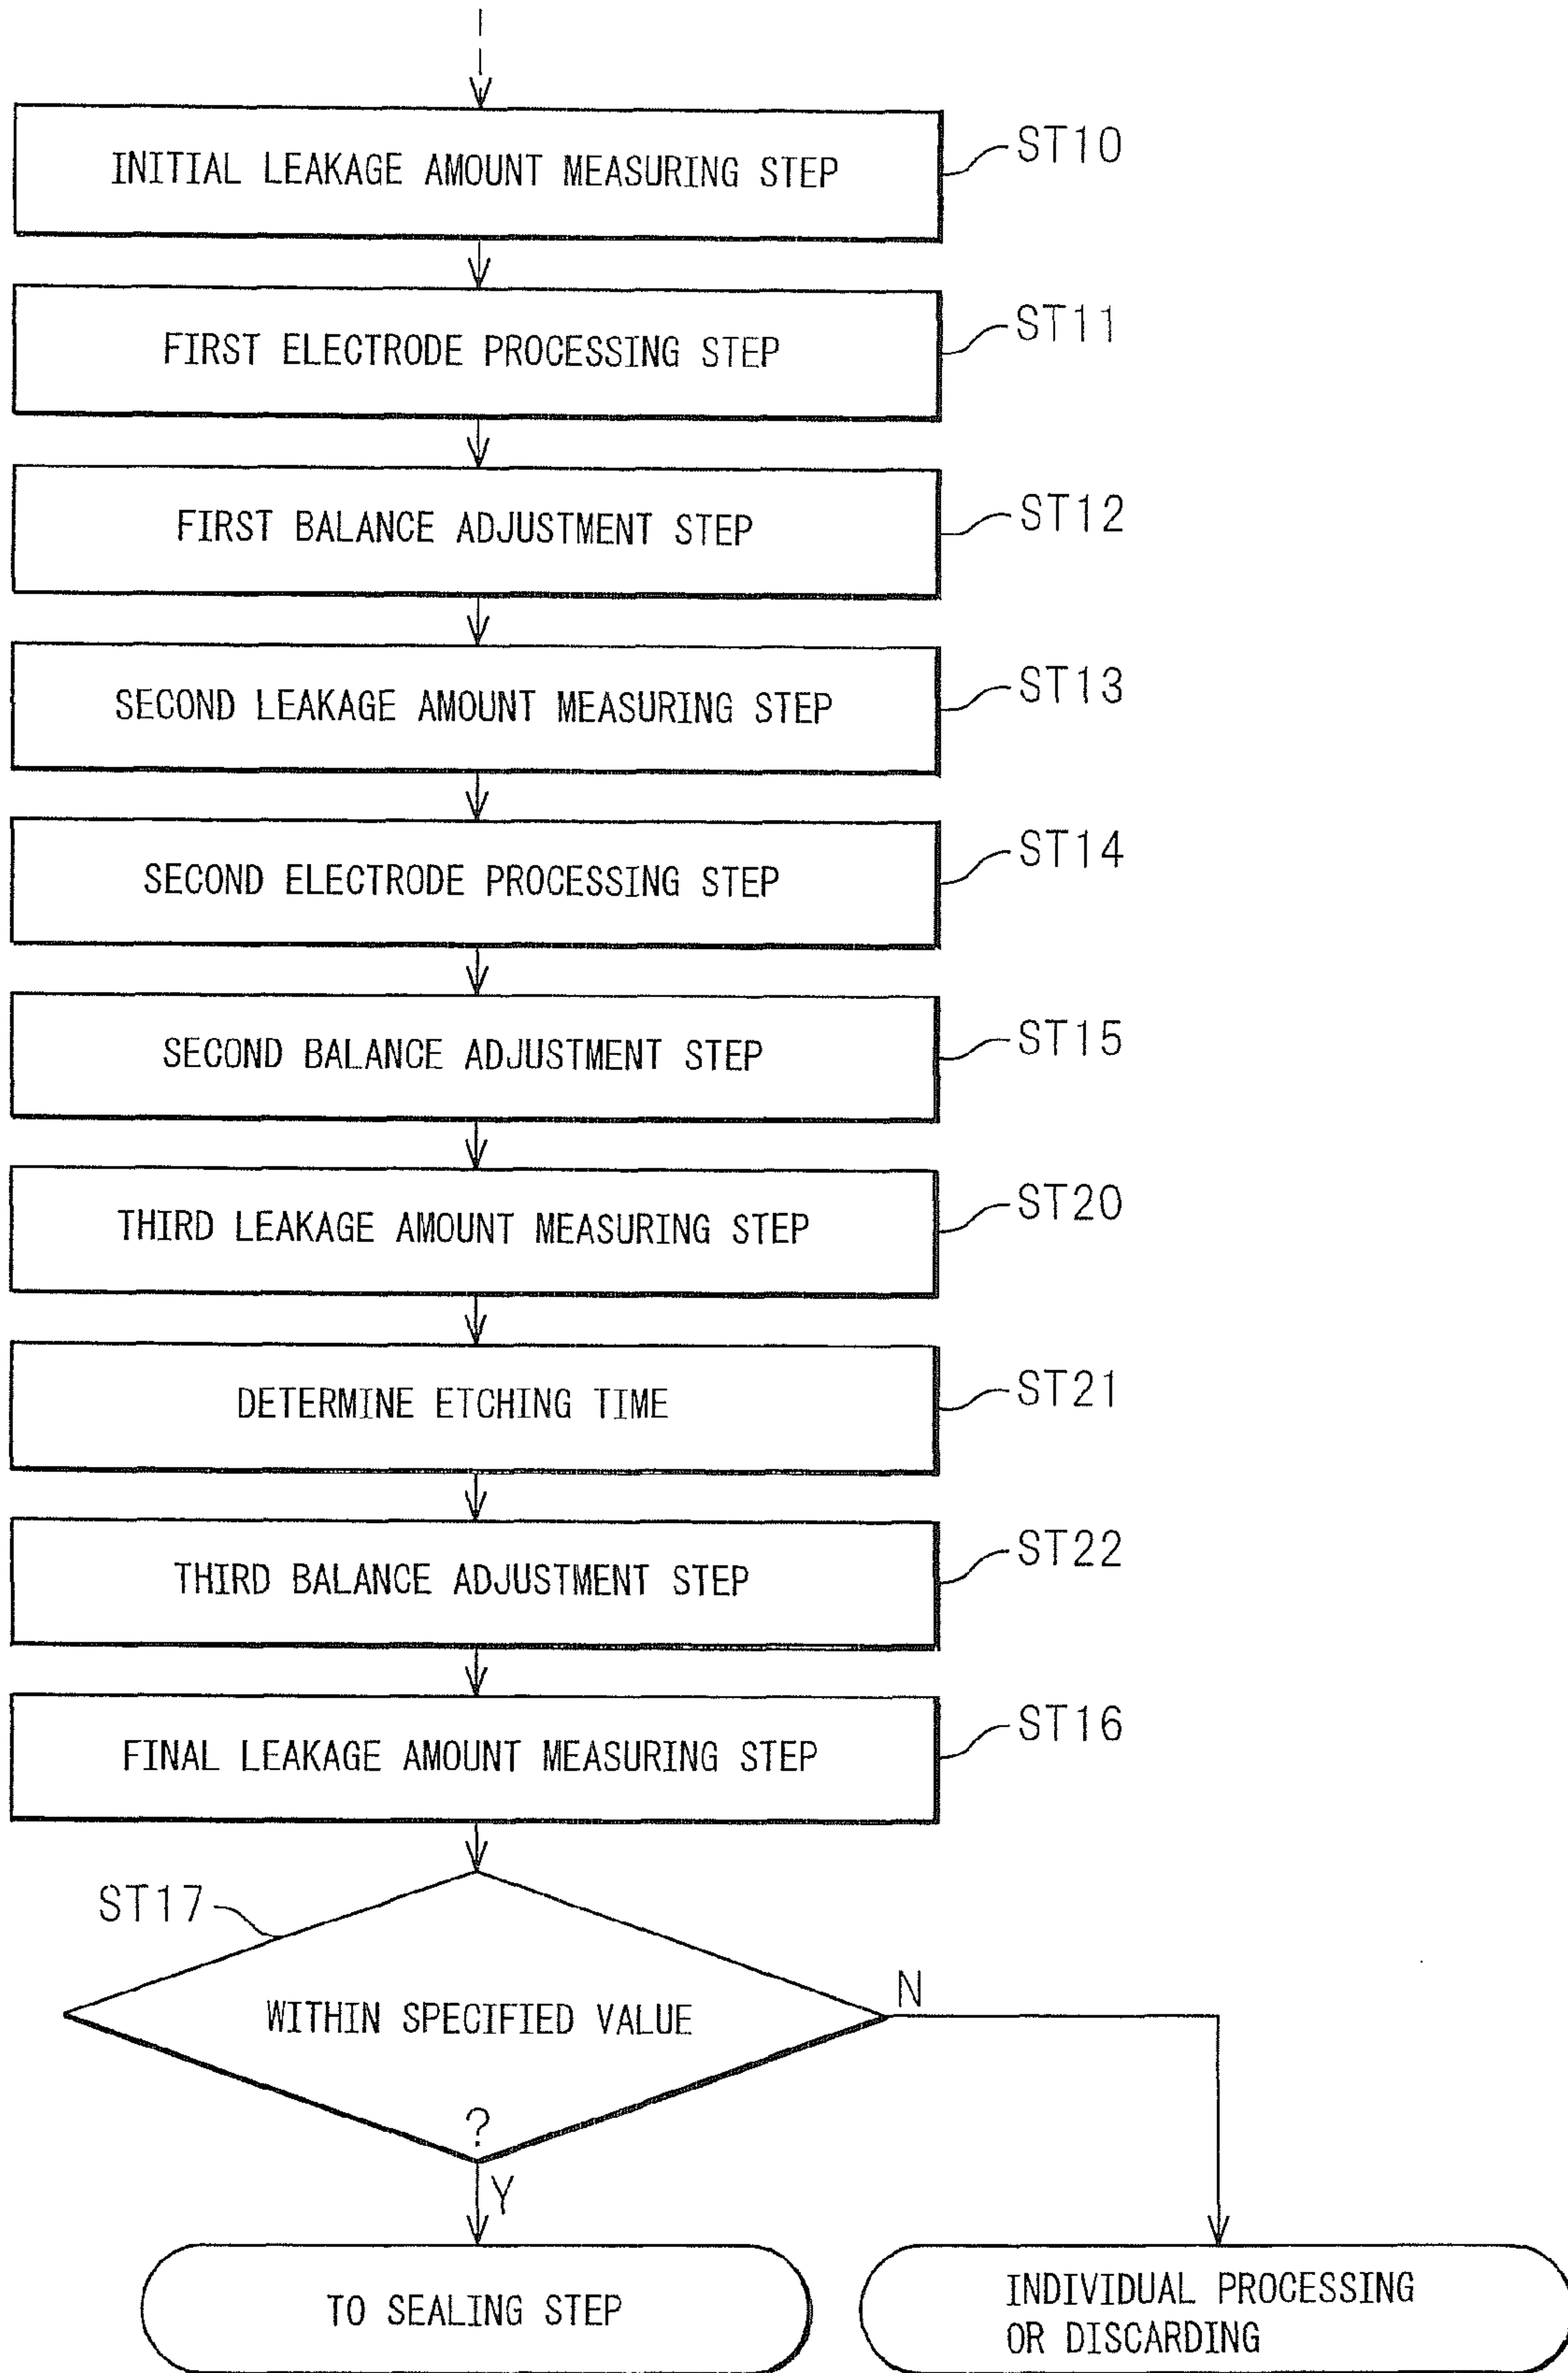 INITIAL LEAKAGE AMOUNT MEASURING STEP
ST10
FIRST ELECTRODE PROCESSING STEP
ST11
FIRST BALANCE ADJUSTMENT STEP
ST12
SECOND LEAKAGE AMOUNT MEASURING STEP
ST13
SECOND ELECTRODE PROCESSING STEP
ST14
SECOND BALANCE ADJUSTMENT STEP
ST15
THIRD LEAKAGE AMOUNT MEASURING STEP
ST20
DETERMINE ETCHING TIME
ST21
THIRD BALANCE ADJUSTMENT STEP
ST22
FINAL LEAKAGE AMOUNT MEASURING STEP
ST16
ST17
WITHIN SPECIFIED VALUE
?
N
Y
TO SEALING STEP
INDIVIDUAL PROCESSING
OR DISCARDING